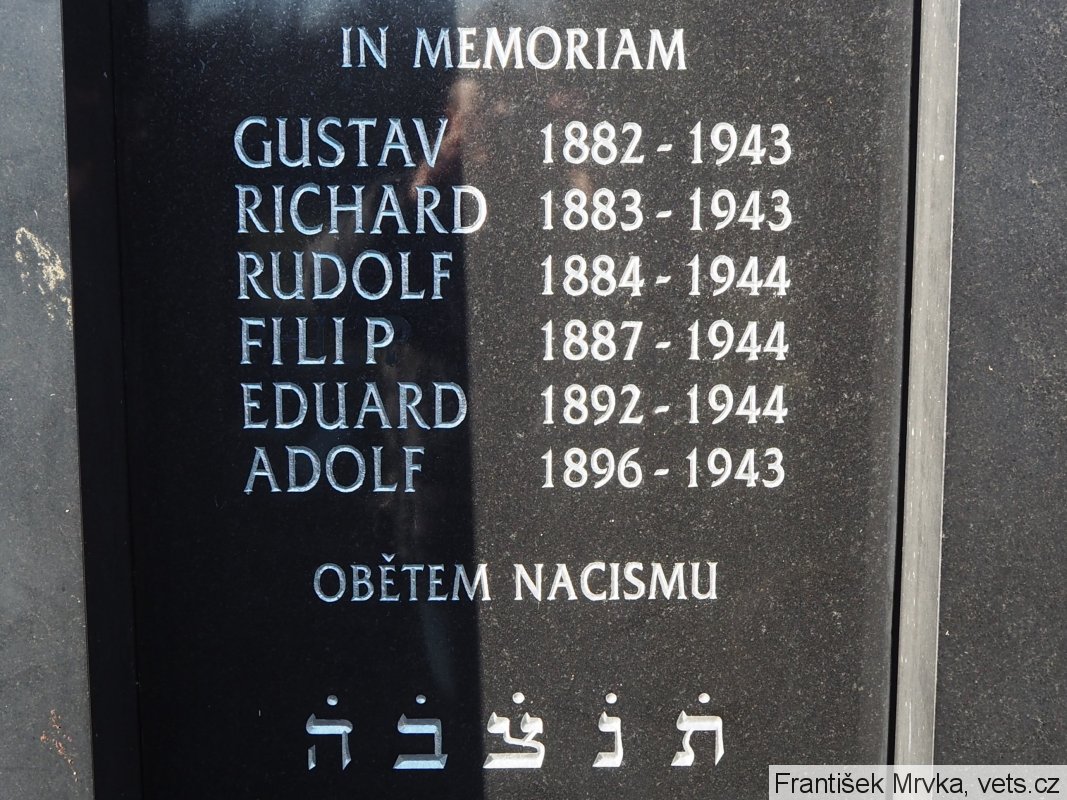 IN MEMORIAM
GUSTAV 1882 - 1943
RICHARD 1883 - 1943
RUDOLF 1884 - 1944
FILIP 1887 - 1944
EDUARD 1892 - 1944
ADOLF 1896 - 1943
OBĚTEM NACISMU
תׄ נׄ צׄ בׄ הׄ
František Mrvka, vets.cz